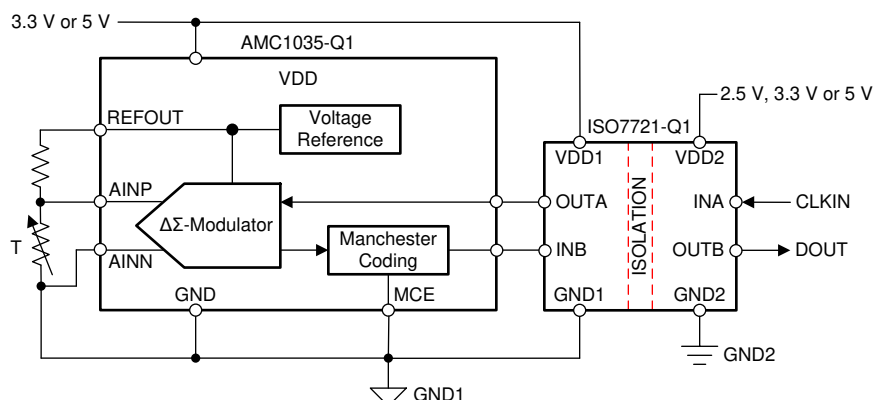 3.3 V or 5 V
AMC1035-Q1
VDD
REFOUT
Voltage
Reference
AINP
ΔΣ-Modulator
T
AINN
Manchester
Coding
GND
MCE
GND1
2.5 V, 3.3 V or 5 V
ISO7721-Q1
VDD1
VDD2
ISOLATION
OUTA
INA
CLKIN
INB
OUTB
DOUT
GND1
GND2
GND2